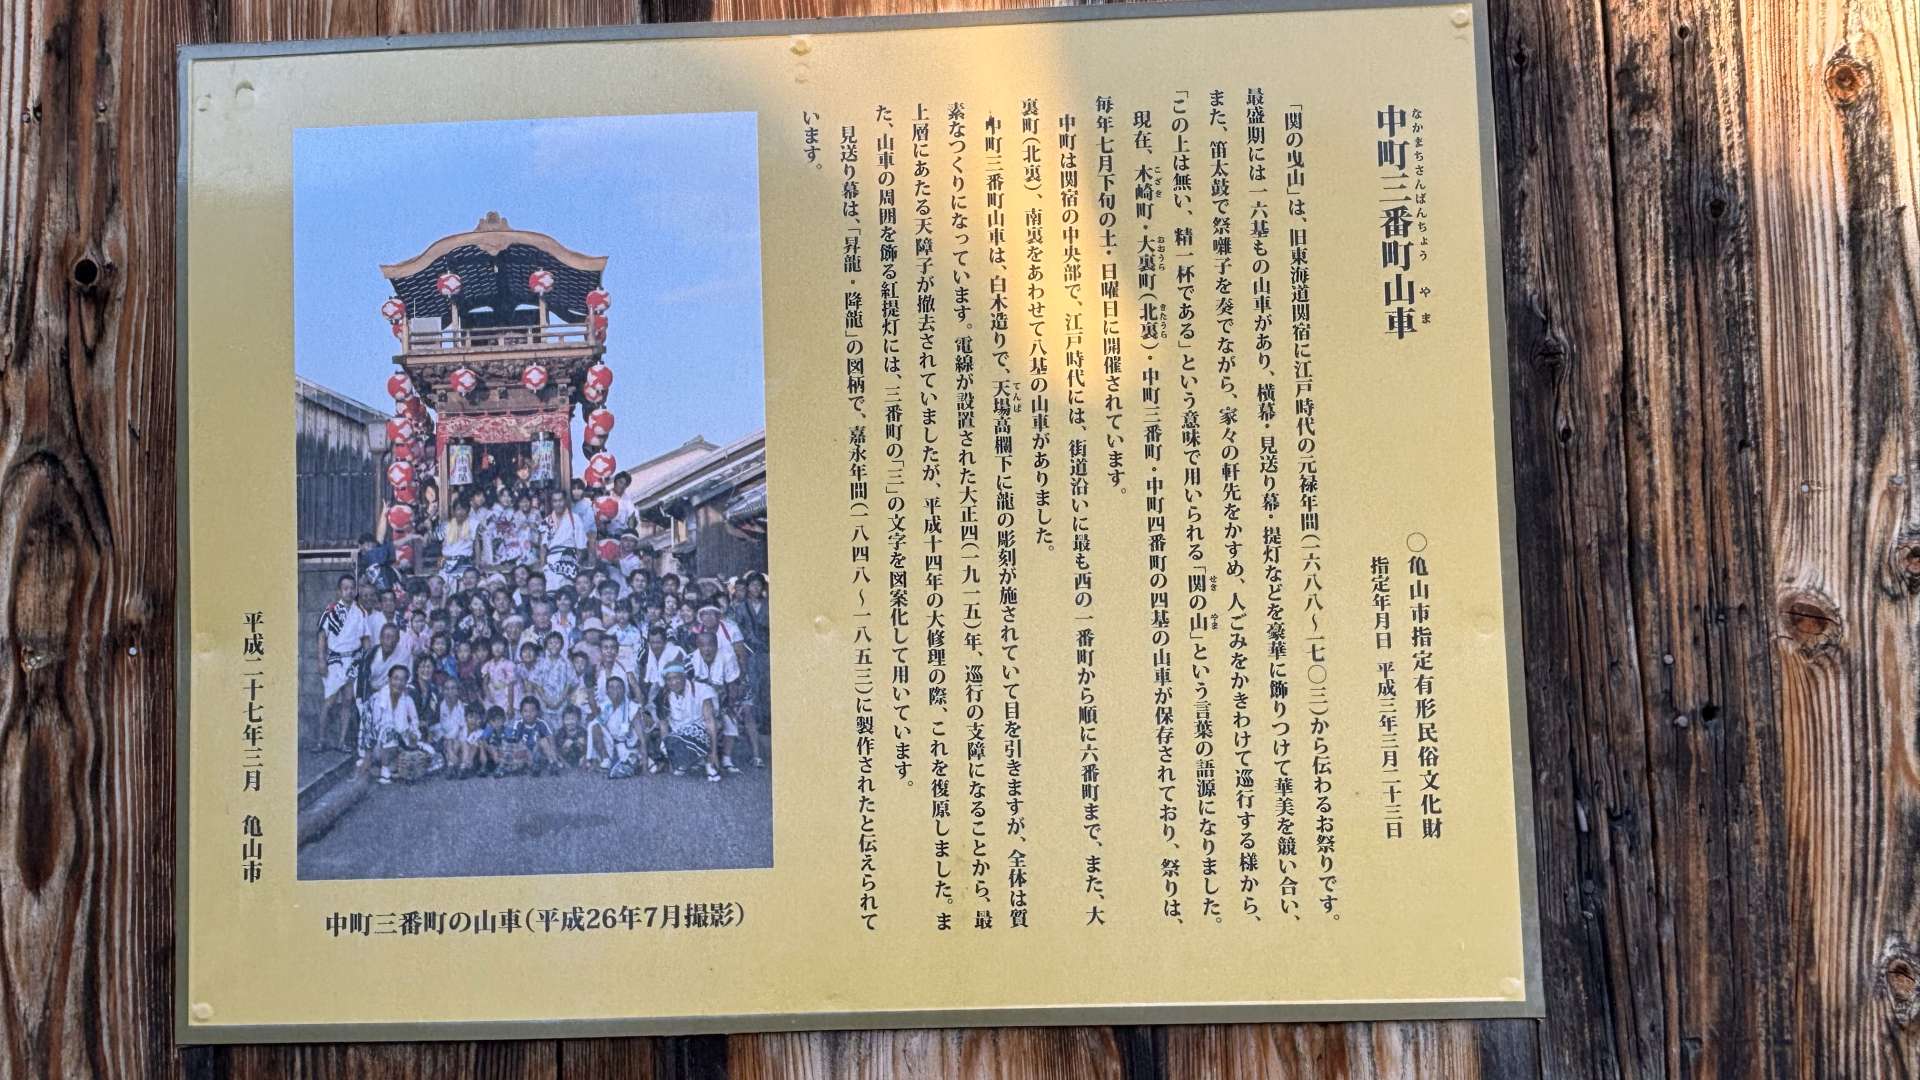 中町三番町山車
なかまちさんばんちょう やま
〇亀山市指定有形民俗文化財
指定年月日 平成三年三月二十三日
「関の曳山」は、旧東海道関宿に江戸時代の元禄年間(一六八八～一七〇三)から伝わるお祭りです。
最盛期には一六基もの山車があり、横幕・見送り幕・提灯などを豪華に飾りつけて華美を競い合い、
また、笛太鼓で祭囃子を奏でながら、家々の軒先をかすめ、人ごみをかきわけて巡行する様から、
「この上は無い、精一杯である」という意味で用いられる「関の山」という言葉の語源になりました。
せき やま
現在、木崎町・大裏町(北裏)・中町三番町・中町四番町の四基の山車が保存されており、祭りは、
こざき おおうら きたうら
毎年七月下旬の土・日曜日に開催されています。
中町は関宿の中央部で、江戸時代には、街道沿いに最も西の一番町から順に六番町まで、また、大
裏町(北裏)、南裏をあわせて八基の山車がありました。
中町三番町山車は、白木造りで、天場高欄下に龍の彫刻が施されていて目を引きますが、全体は質
てんば
素なつくりになっています。電線が設置された大正四(一九一五)年、巡行の支障になることから、最
上層にあたる天障子が撤去されていましたが、平成十四年の大修理の際、これを復原しました。ま
た、山車の周囲を飾る紅提灯には、三番町の「三」の文字を図案化して用いています。
見送り幕は、「昇龍・降龍」の図柄で、嘉永年間(一八四八～一八五三)に製作されたと伝えられて
います。
中町三番町の山車(平成26年7月撮影)
平成二十七年三月 亀山市